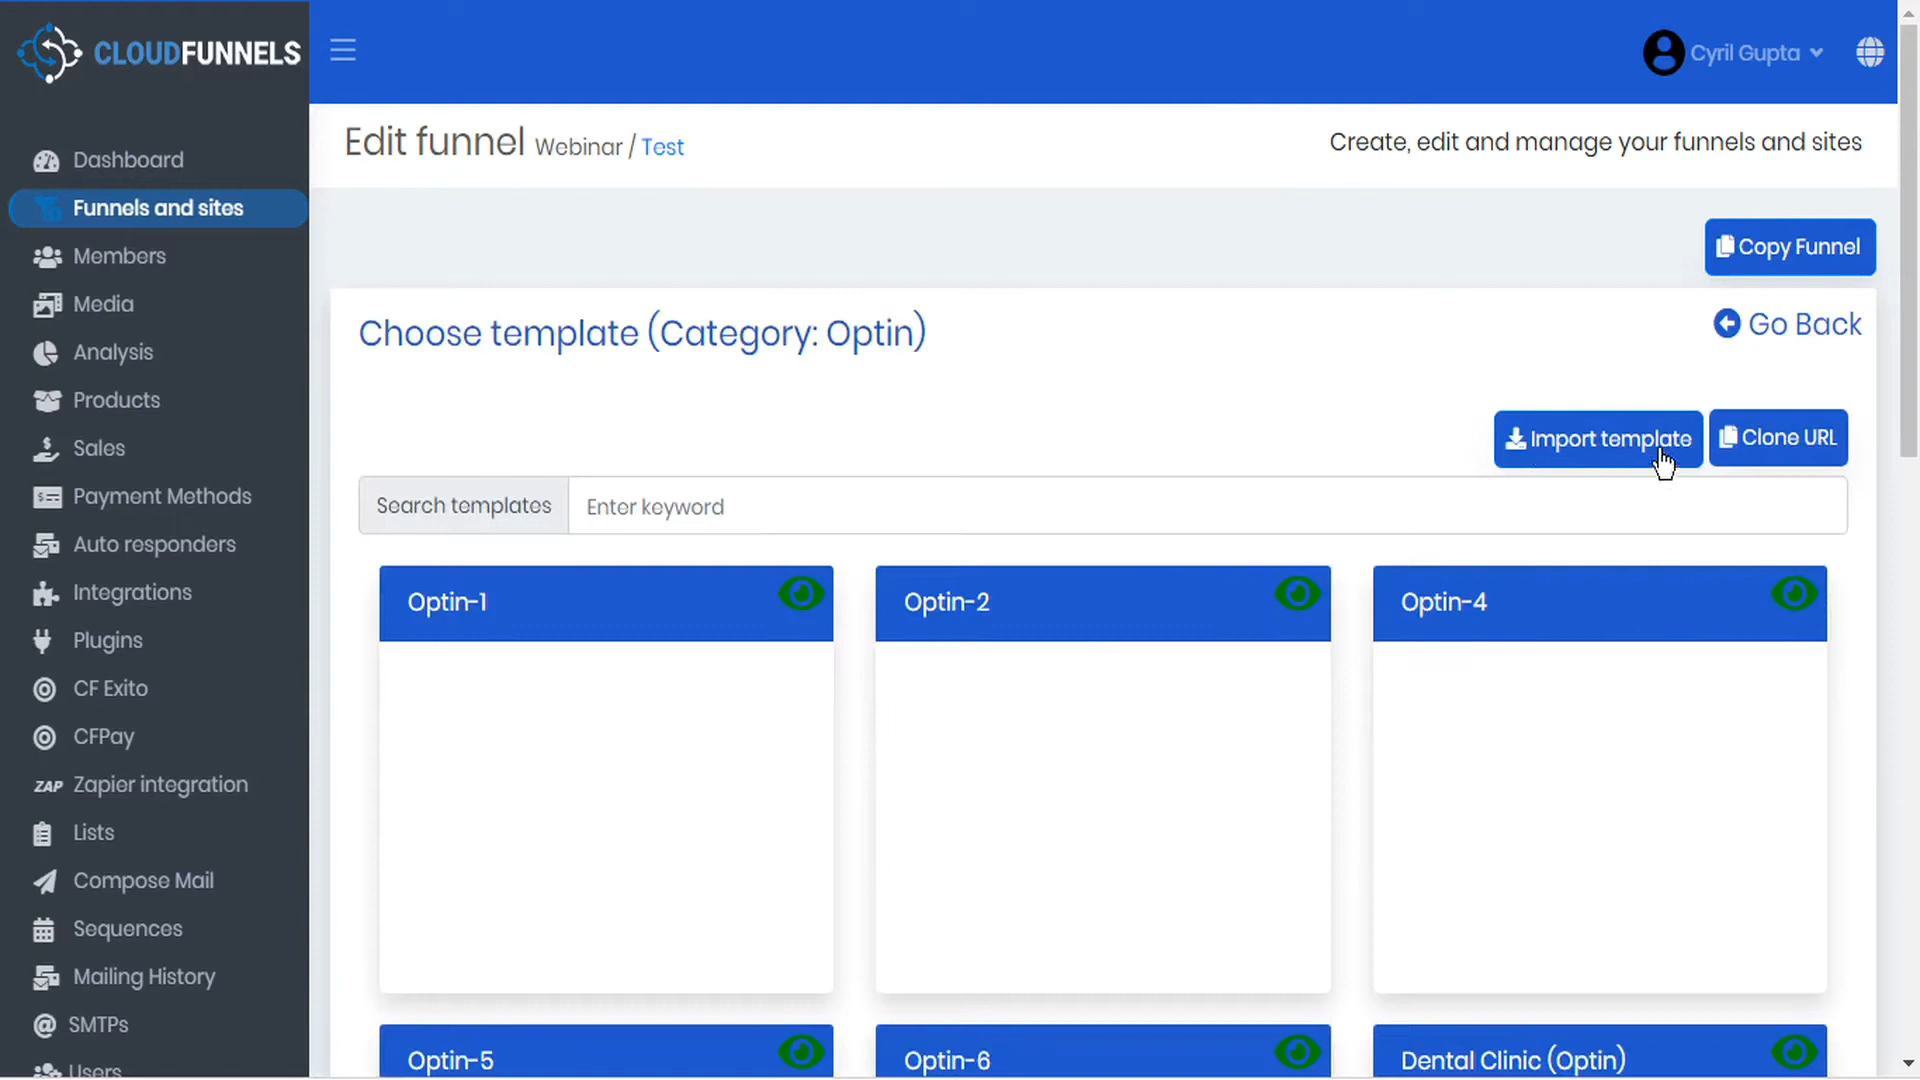 CLOUDFUNNELS
Cyril Gupta
Edit funnel Webinar / Test
Create, edit and manage your funnels and sites
Dashboard
Funnels and sites
Members
Media
Analysis
Products
Sales
Payment Methods
Auto responders
Integrations
Plugins
CF Exito
CFPay
ZAP Zapier integration
Lists
Compose Mail
Sequences
Mailing History
SMTPs
Users
Copy Funnel
Choose template (Category: Optin)
Go Back
Import template
Clone URL
Search templates
Enter keyword
Optin-1
Optin-2
Optin-4
Optin-5
Optin-6
Dental Clinic (Optin)